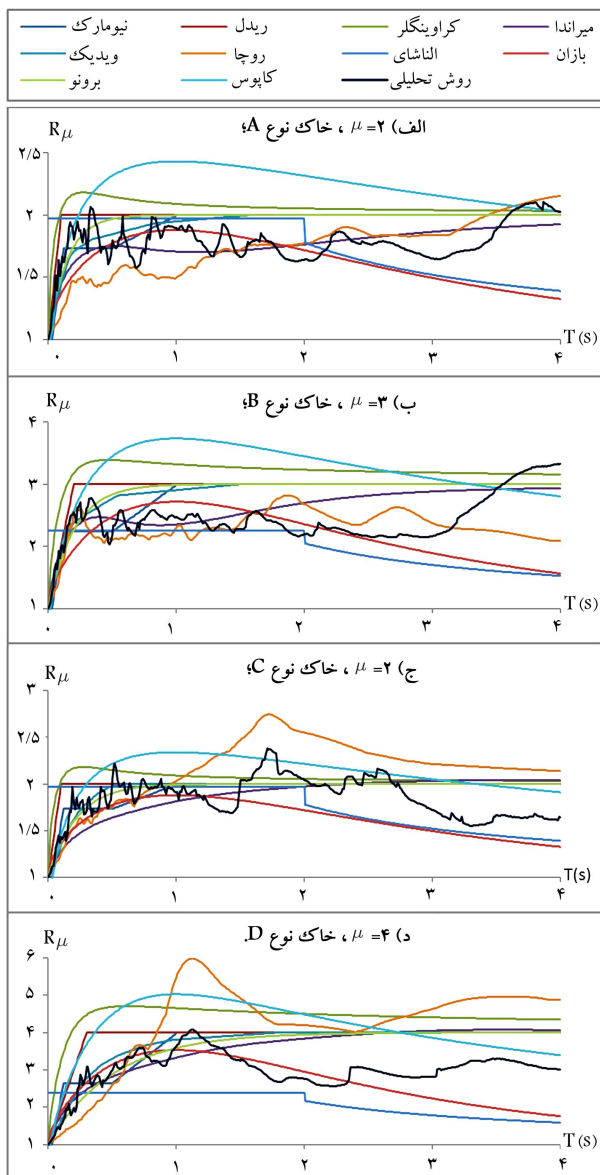 میراندا کراوینگلر ریدل نیومارک
بازان الناشای روچا ویدیک
روش تحلیلی کاپوس برونو
الف) ۲= μ ، خاک نوع A؛
Rμ
۲/۵
۲
۱/۵
۱
۰ ۱ ۲ ۳ ۴
T (s)
ب) ۳= μ ، خاک نوع B؛
Rμ
۴
۳
۲
۱
۰ ۱ ۲ ۳ ۴
T (s)
ج) ۲= μ ، خاک نوع C؛
Rμ
۳
۲/۵
۲
۱/۵
۱
۰ ۱ ۲ ۳ ۴
T(s)
د) ۴= μ ، خاک نوع D.
Rμ
۶
۵
۴
۳
۲
۱
۰ ۱ ۲ ۳ ۴
T (s)